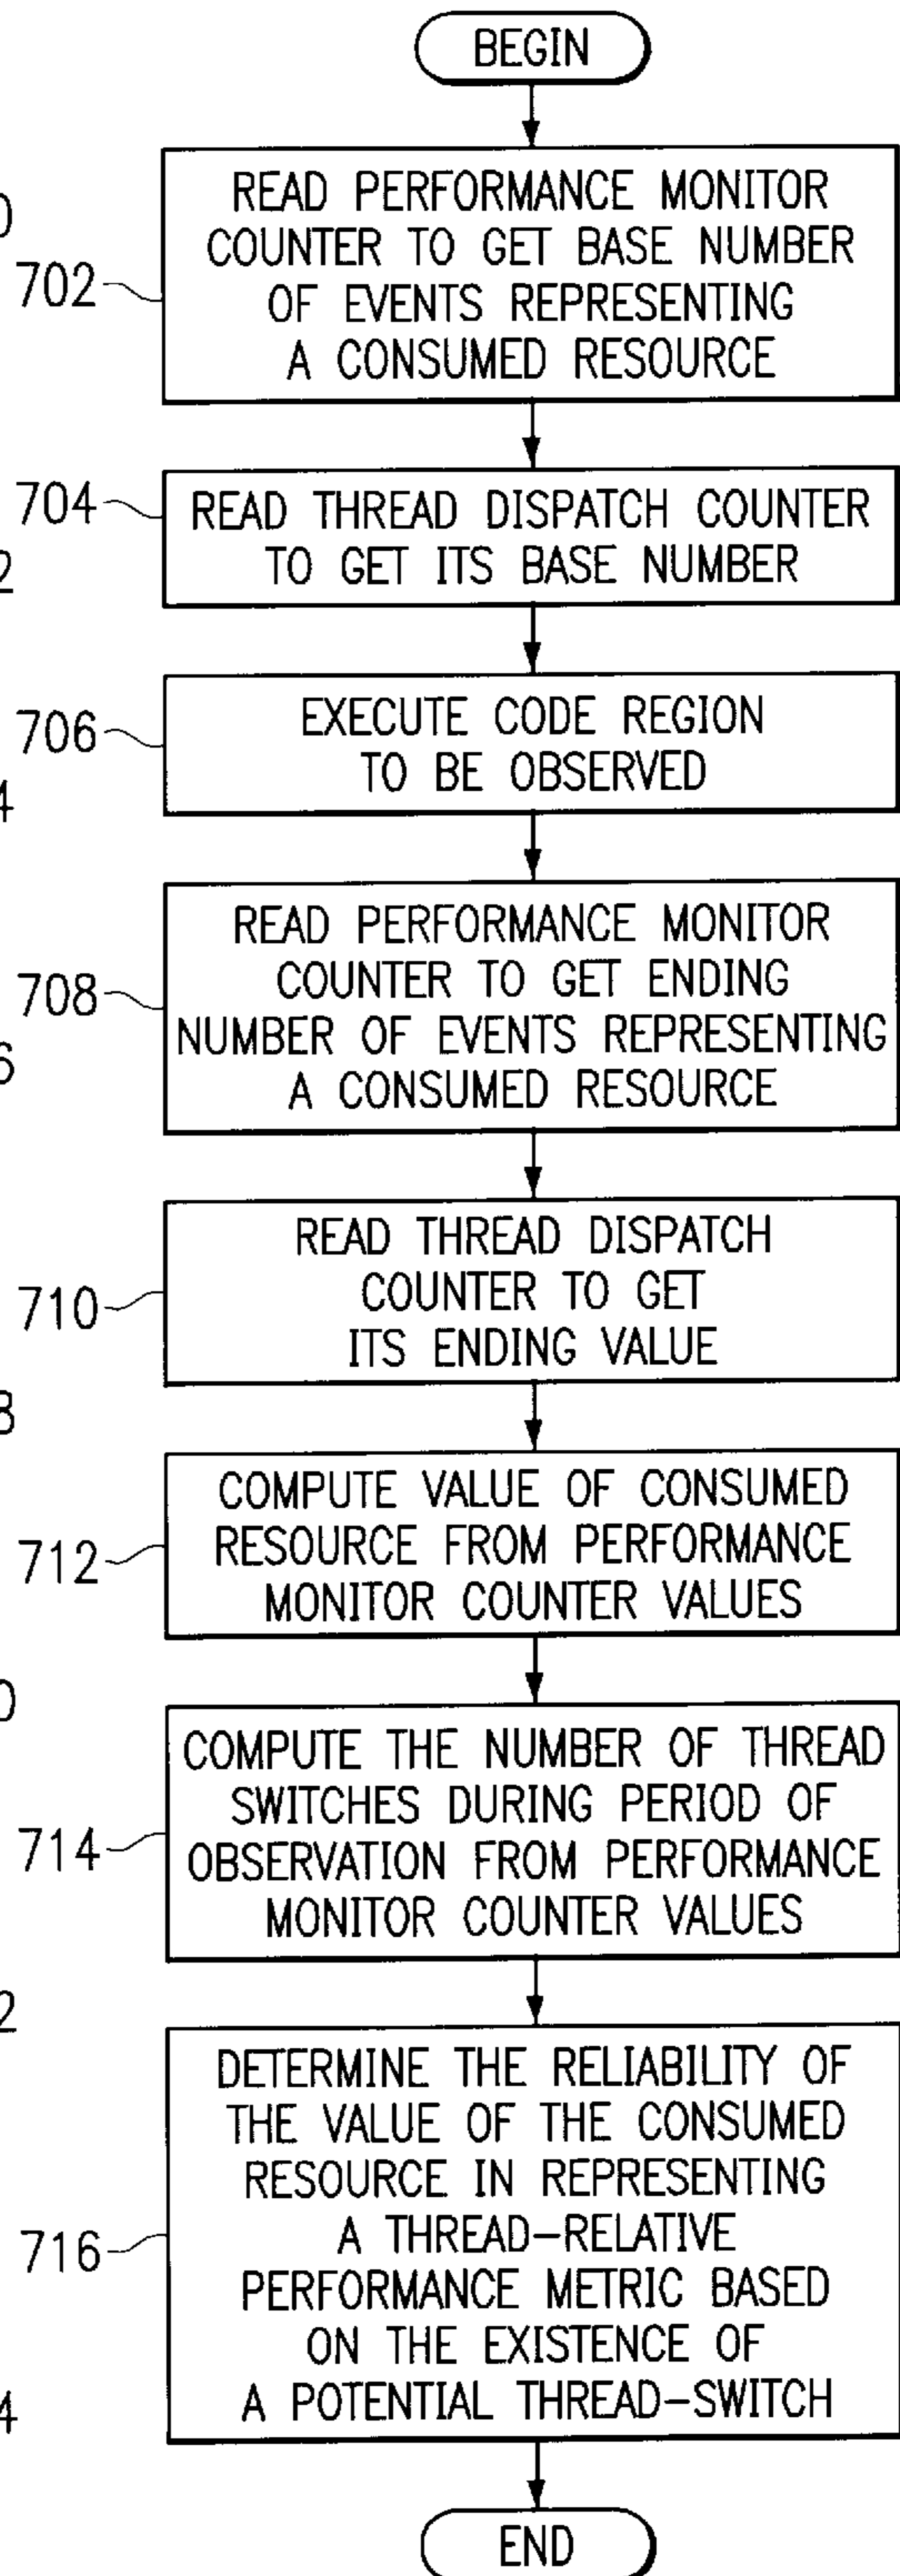 BEGIN
READ PERFORMANCE MONITOR
COUNTER TO GET BASE NUMBER
OF EVENTS REPRESENTING
A CONSUMED RESOURCE
702
READ THREAD DISPATCH COUNTER
TO GET ITS BASE NUMBER
704
EXECUTE CODE REGION
TO BE OBSERVED
706
READ PERFORMANCE MONITOR
COUNTER TO GET ENDING
NUMBER OF EVENTS REPRESENTING
A CONSUMED RESOURCE
708
READ THREAD DISPATCH
COUNTER TO GET
ITS ENDING VALUE
710
COMPUTE VALUE OF CONSUMED
RESOURCE FROM PERFORMANCE
MONITOR COUNTER VALUES
712
COMPUTE THE NUMBER OF THREAD
SWITCHES DURING PERIOD OF
OBSERVATION FROM PERFORMANCE
MONITOR COUNTER VALUES
714
DETERMINE THE RELIABILITY OF
THE VALUE OF THE CONSUMED
RESOURCE IN REPRESENTING
A THREAD-RELATIVE
PERFORMANCE METRIC BASED
ON THE EXISTENCE OF
A POTENTIAL THREAD-SWITCH
716
END